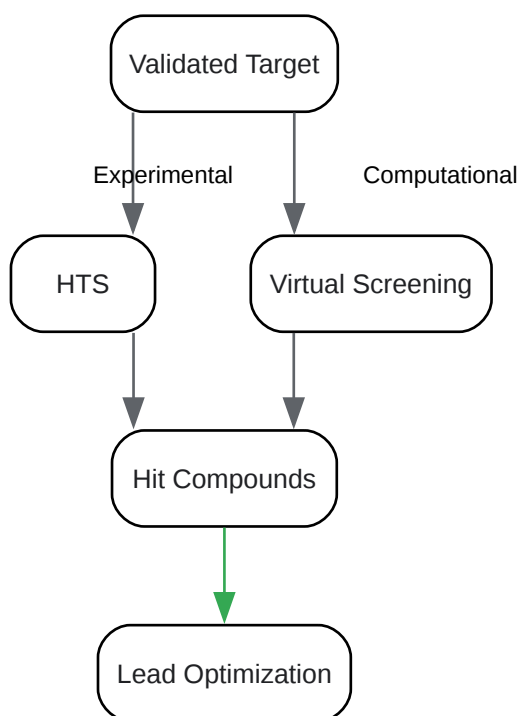 Validated Target
Experimental
Computational
HTS
Virtual Screening
Hit Compounds
Lead Optimization